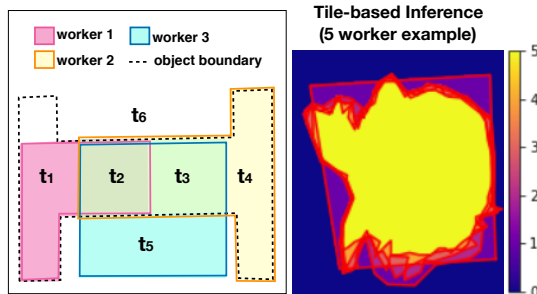 Tile-based Inference
(5 worker example)
worker 1
worker 3
worker 2
object boundary
t6
t1
t2
t3
t4
t5
5
4
3
2
1
0